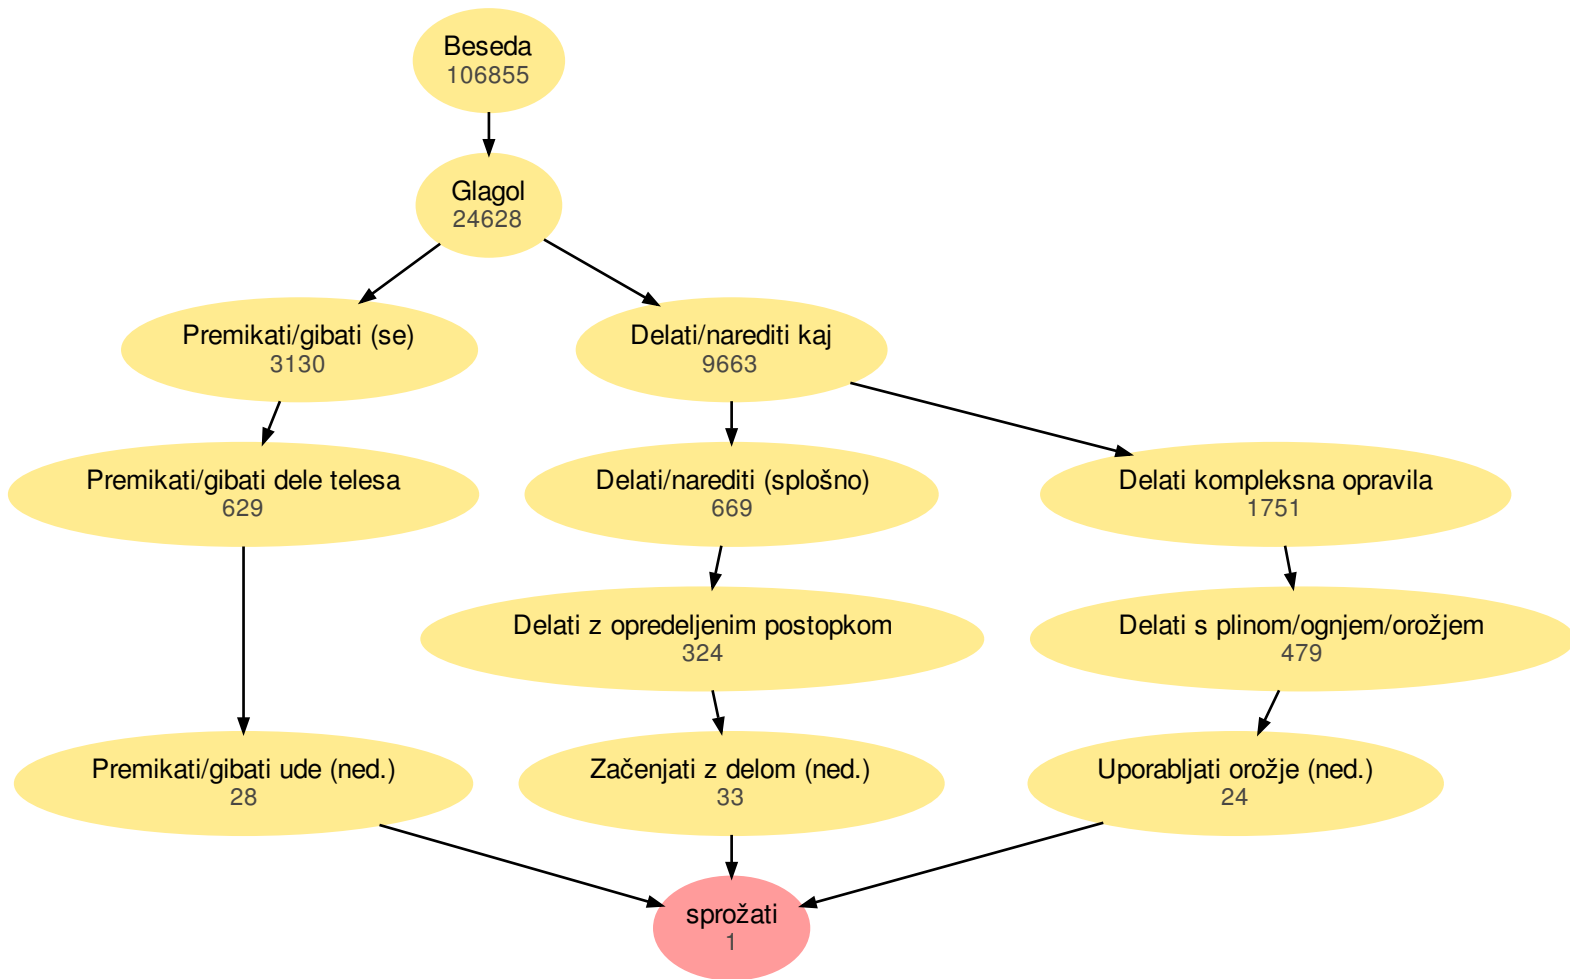 Beseda
106855
Glagol
24628
Premikati/gibati (se)
3130
Delati/narediti kaj
9663
Premikati/gibati dele telesa
629
Delati/narediti (splošno)
669
Delati kompleksna opravila
1751
Delati z opredeljenim postopkom
324
Delati s plinom/ognjem/orožjem
479
Premikati/gibati ude (ned.)
28
Začenjati z delom (ned.)
33
Uporabljati orožje (ned.)
24
sprožati
1